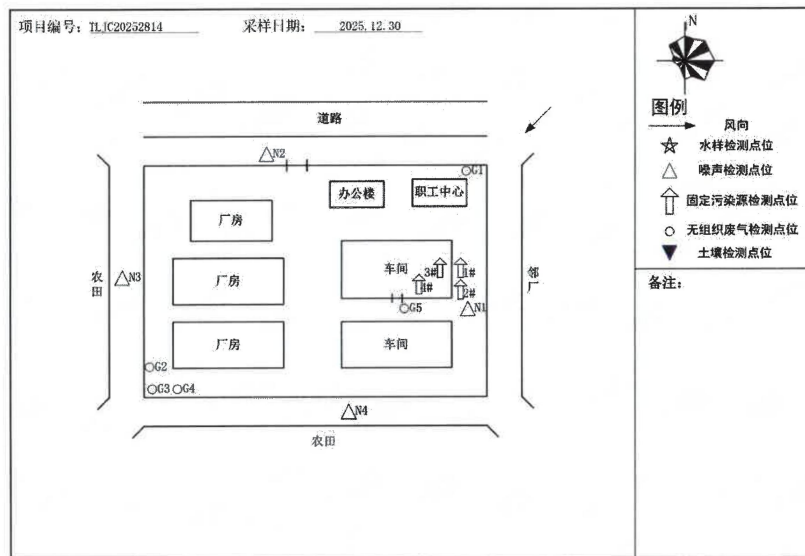 项目编号：TLJC20252814 采样日期：2025.12.30
N
图例
风向
水样检测点位
噪声检测点位
固定污染源检测点位
无组织废气检测点位
土壤检测点位
备注：
道路
N2
G1
办公楼
职工中心
厂房
车间
3#
1#
4#
2#
农田
N3
厂房
邻厂
G5
N1
厂房
车间
G2
G3
G4
N4
农田